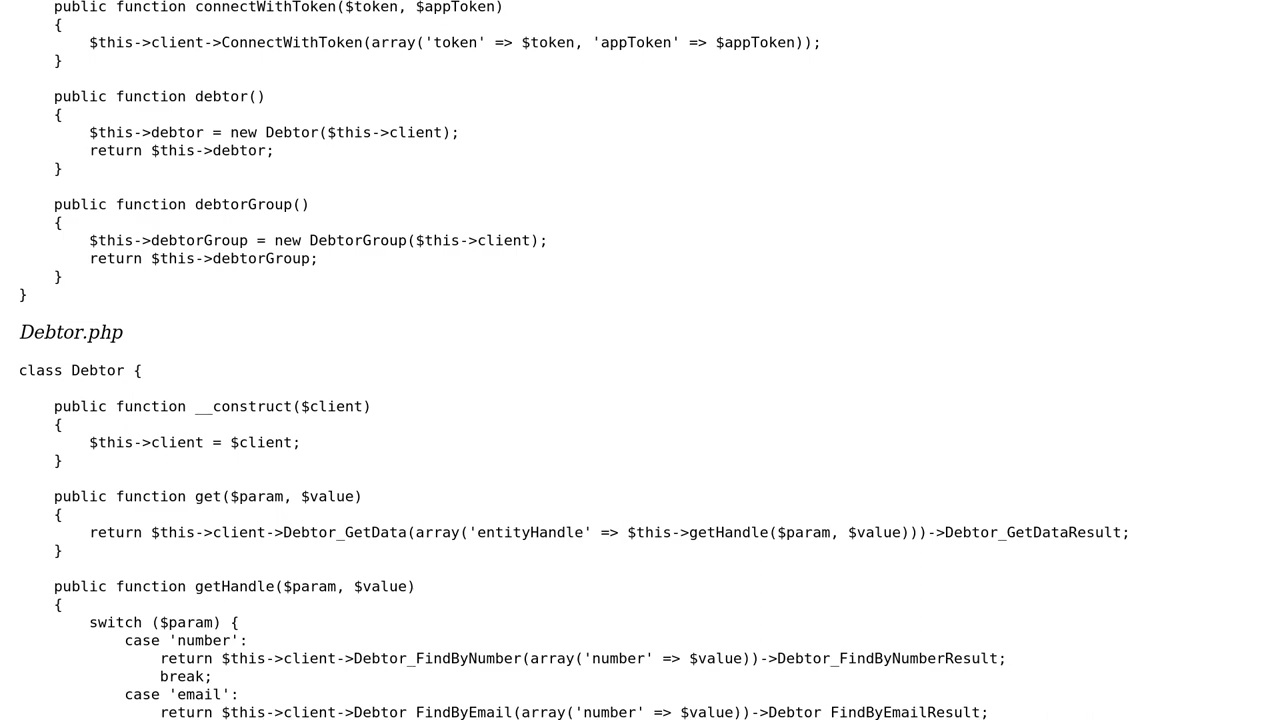 public function connectWithToken($token, $appToken)
    {
        $this->client->ConnectWithToken(array('token' => $token, 'appToken' => $appToken));
    }

    public function debtor()
    {
        $this->debtor = new Debtor($this->client);
        return $this->debtor;
    }

    public function debtorGroup()
    {
        $this->debtorGroup = new DebtorGroup($this->client);
        return $this->debtorGroup;
    }
}
Debtor.php
class Debtor {

    public function __construct($client)
    {
        $this->client = $client;
    }

    public function get($param, $value)
    {
        return $this->client->Debtor_GetData(array('entityHandle' => $this->getHandle($param, $value)))->Debtor_GetDataResult;
    }

    public function getHandle($param, $value)
    {
        switch ($param) {
            case 'number':
                return $this->client->Debtor_FindByNumber(array('number' => $value))->Debtor_FindByNumberResult;
                break;
            case 'email':
                return $this->client->Debtor_FindByEmail(array('number' => $value))->Debtor_FindByEmailResult;